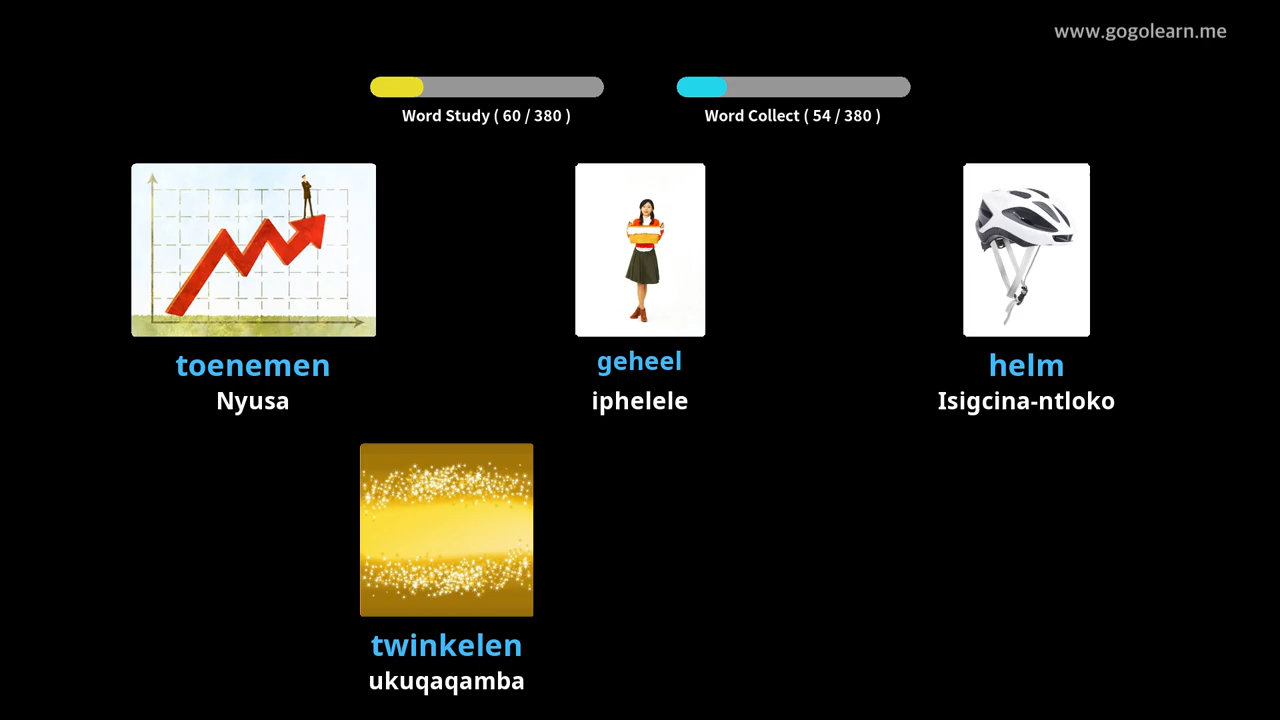 www.gogolearn.me
Word Study ( 60 / 380 )
Word Collect ( 54 / 380 )
toenemen
Nyusa
geheel
iphelele
helm
Isigcina-ntloko
twinkelen
ukuqaqamba